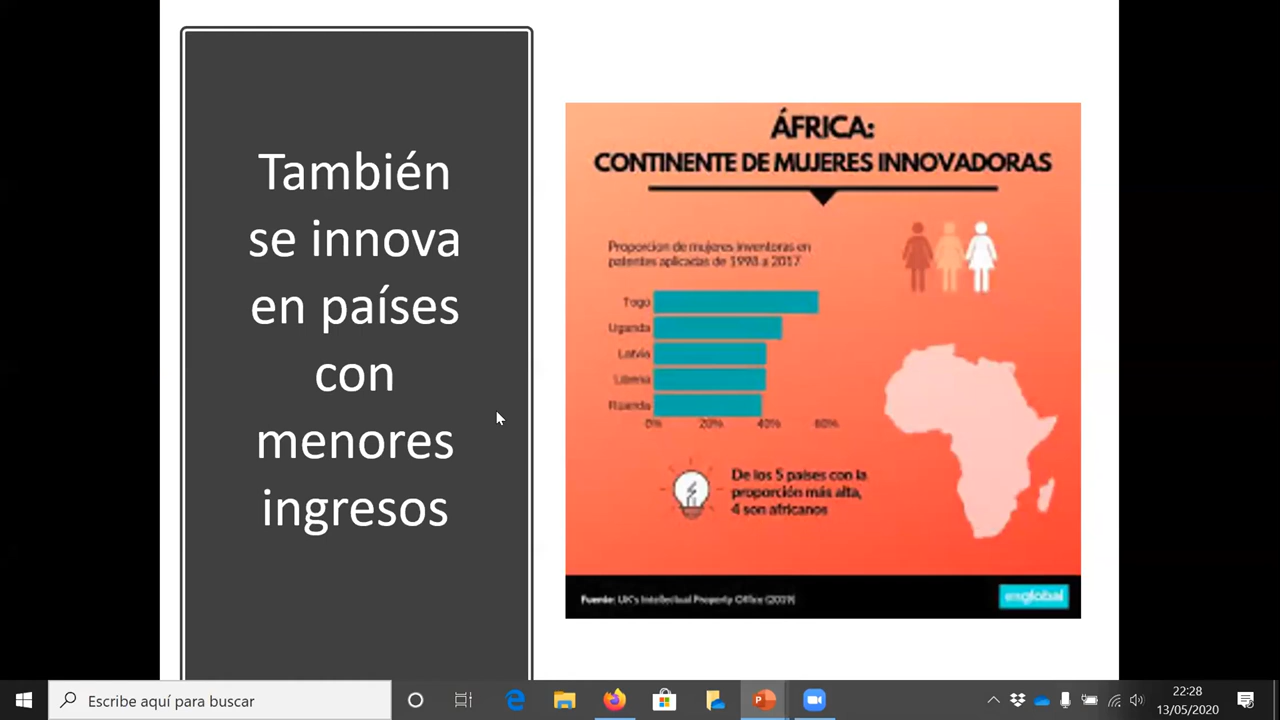 También
se innova
en países
con
menores
ingresos
ÁFRICA:
CONTINENTE DE MUJERES INNOVADORAS
Proporcion de mujeres inventoras en
patentes aplicadas de 1998 a 2017
Togo
Uganda
Latvia
Liberia
Ruanda
0% 20% 40% 60%
De los 5 países con la
proporción más alta,
4 son africanos
Fuente: UK's Intellectual Property Office (2019)
englobal
Escribe aquí para buscar
22:28
13/05/2020